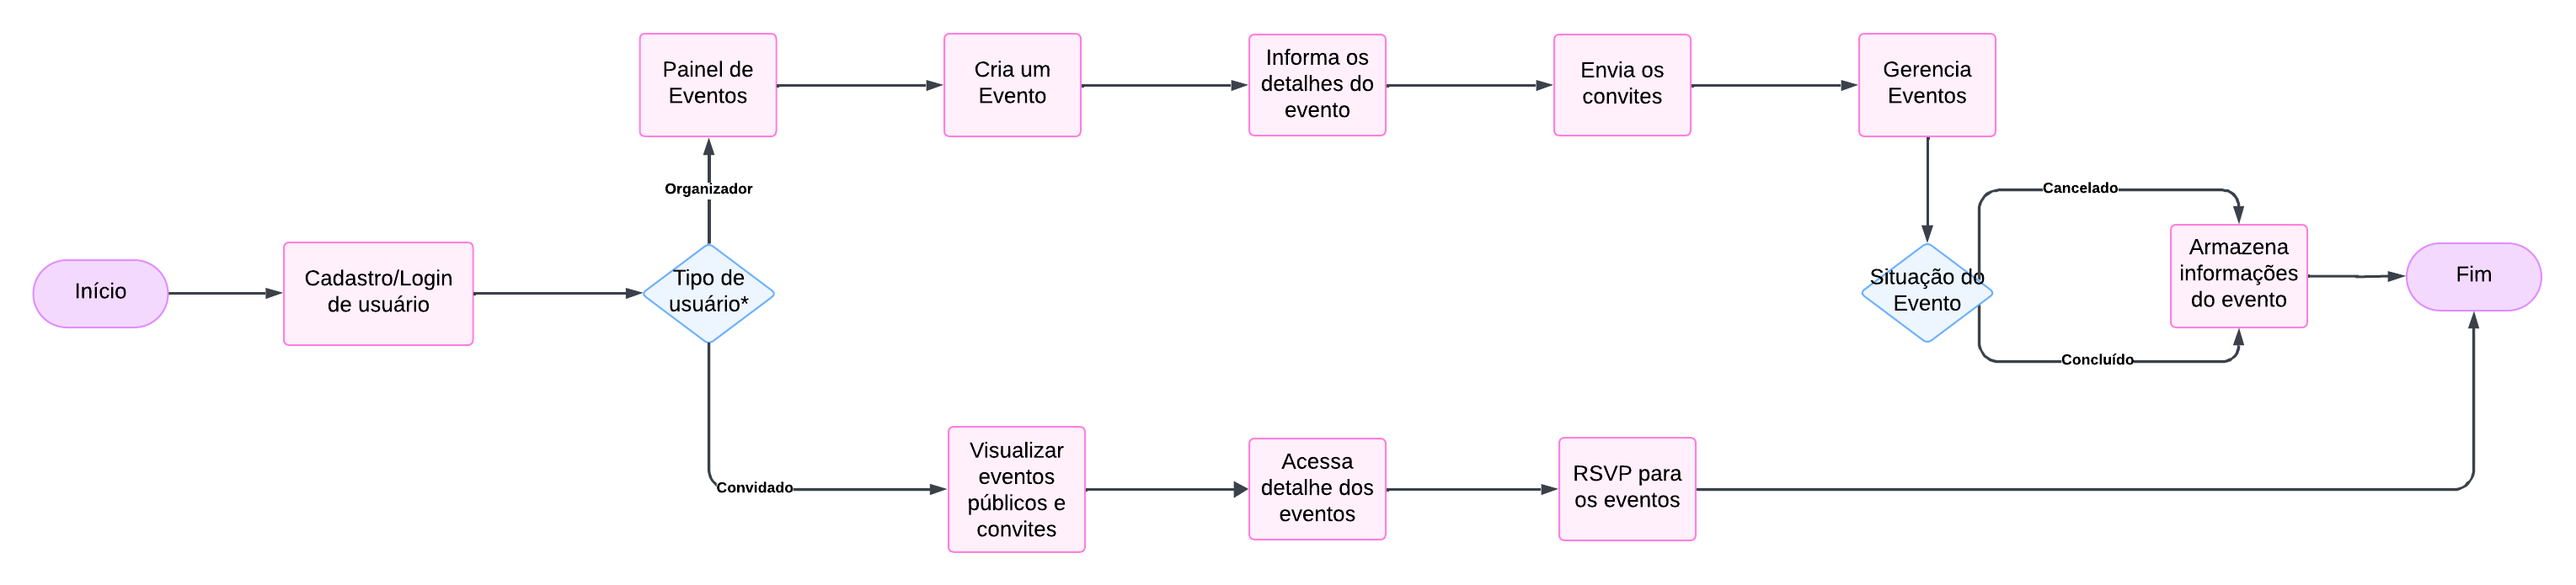 Painel de
Eventos
Cria um
Evento
Informa os
detalhes do
evento
Envia os
convites
Gerencia
Eventos
Organizador
Cancelado
Início
Cadastro/Login
de usuário
Tipo de
usuário*
Situação do
Evento
Armazena
informações
do evento
Fim
Concluído
Convidado
Visualizar
eventos
públicos e
convites
Acessa
detalhe dos
eventos
RSVP para
os eventos